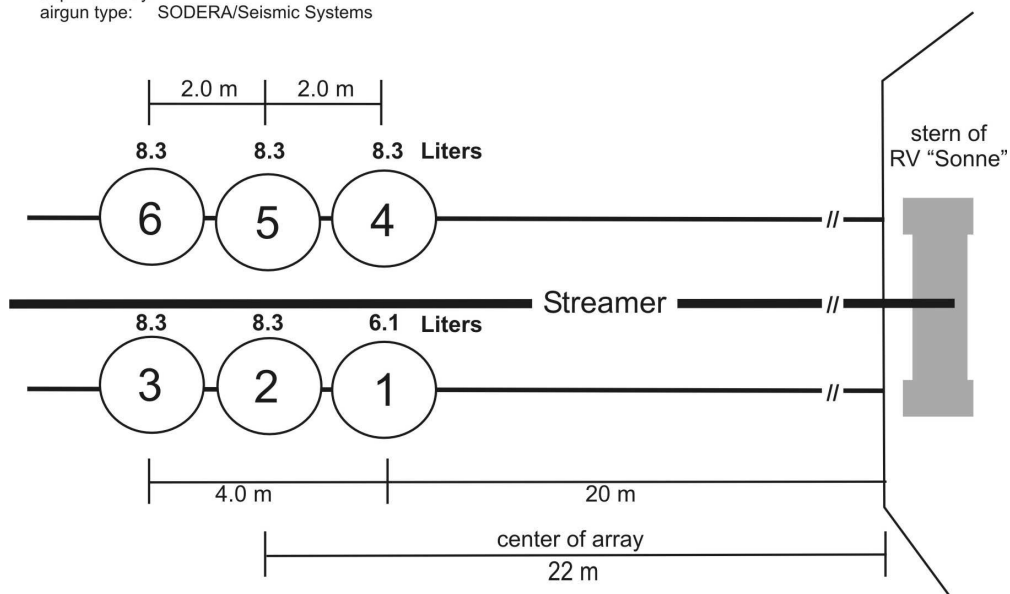 airgun type: SODERA/Seismic Systems
2.0 m 2.0 m
8.3 8.3 8.3 Liters
stern of
RV “Sonne”
6 5 4
//
Streamer //
8.3 8.3 6.1 Liters
3 2 1
//
4.0 m 20 m
center of array
22 m